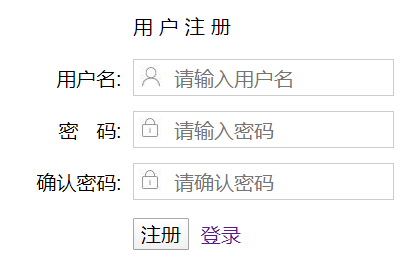 用 户 注 册
用户名: 请输入用户名
密　码: 请输入密码
确认密码: 请确认密码
注册 登录